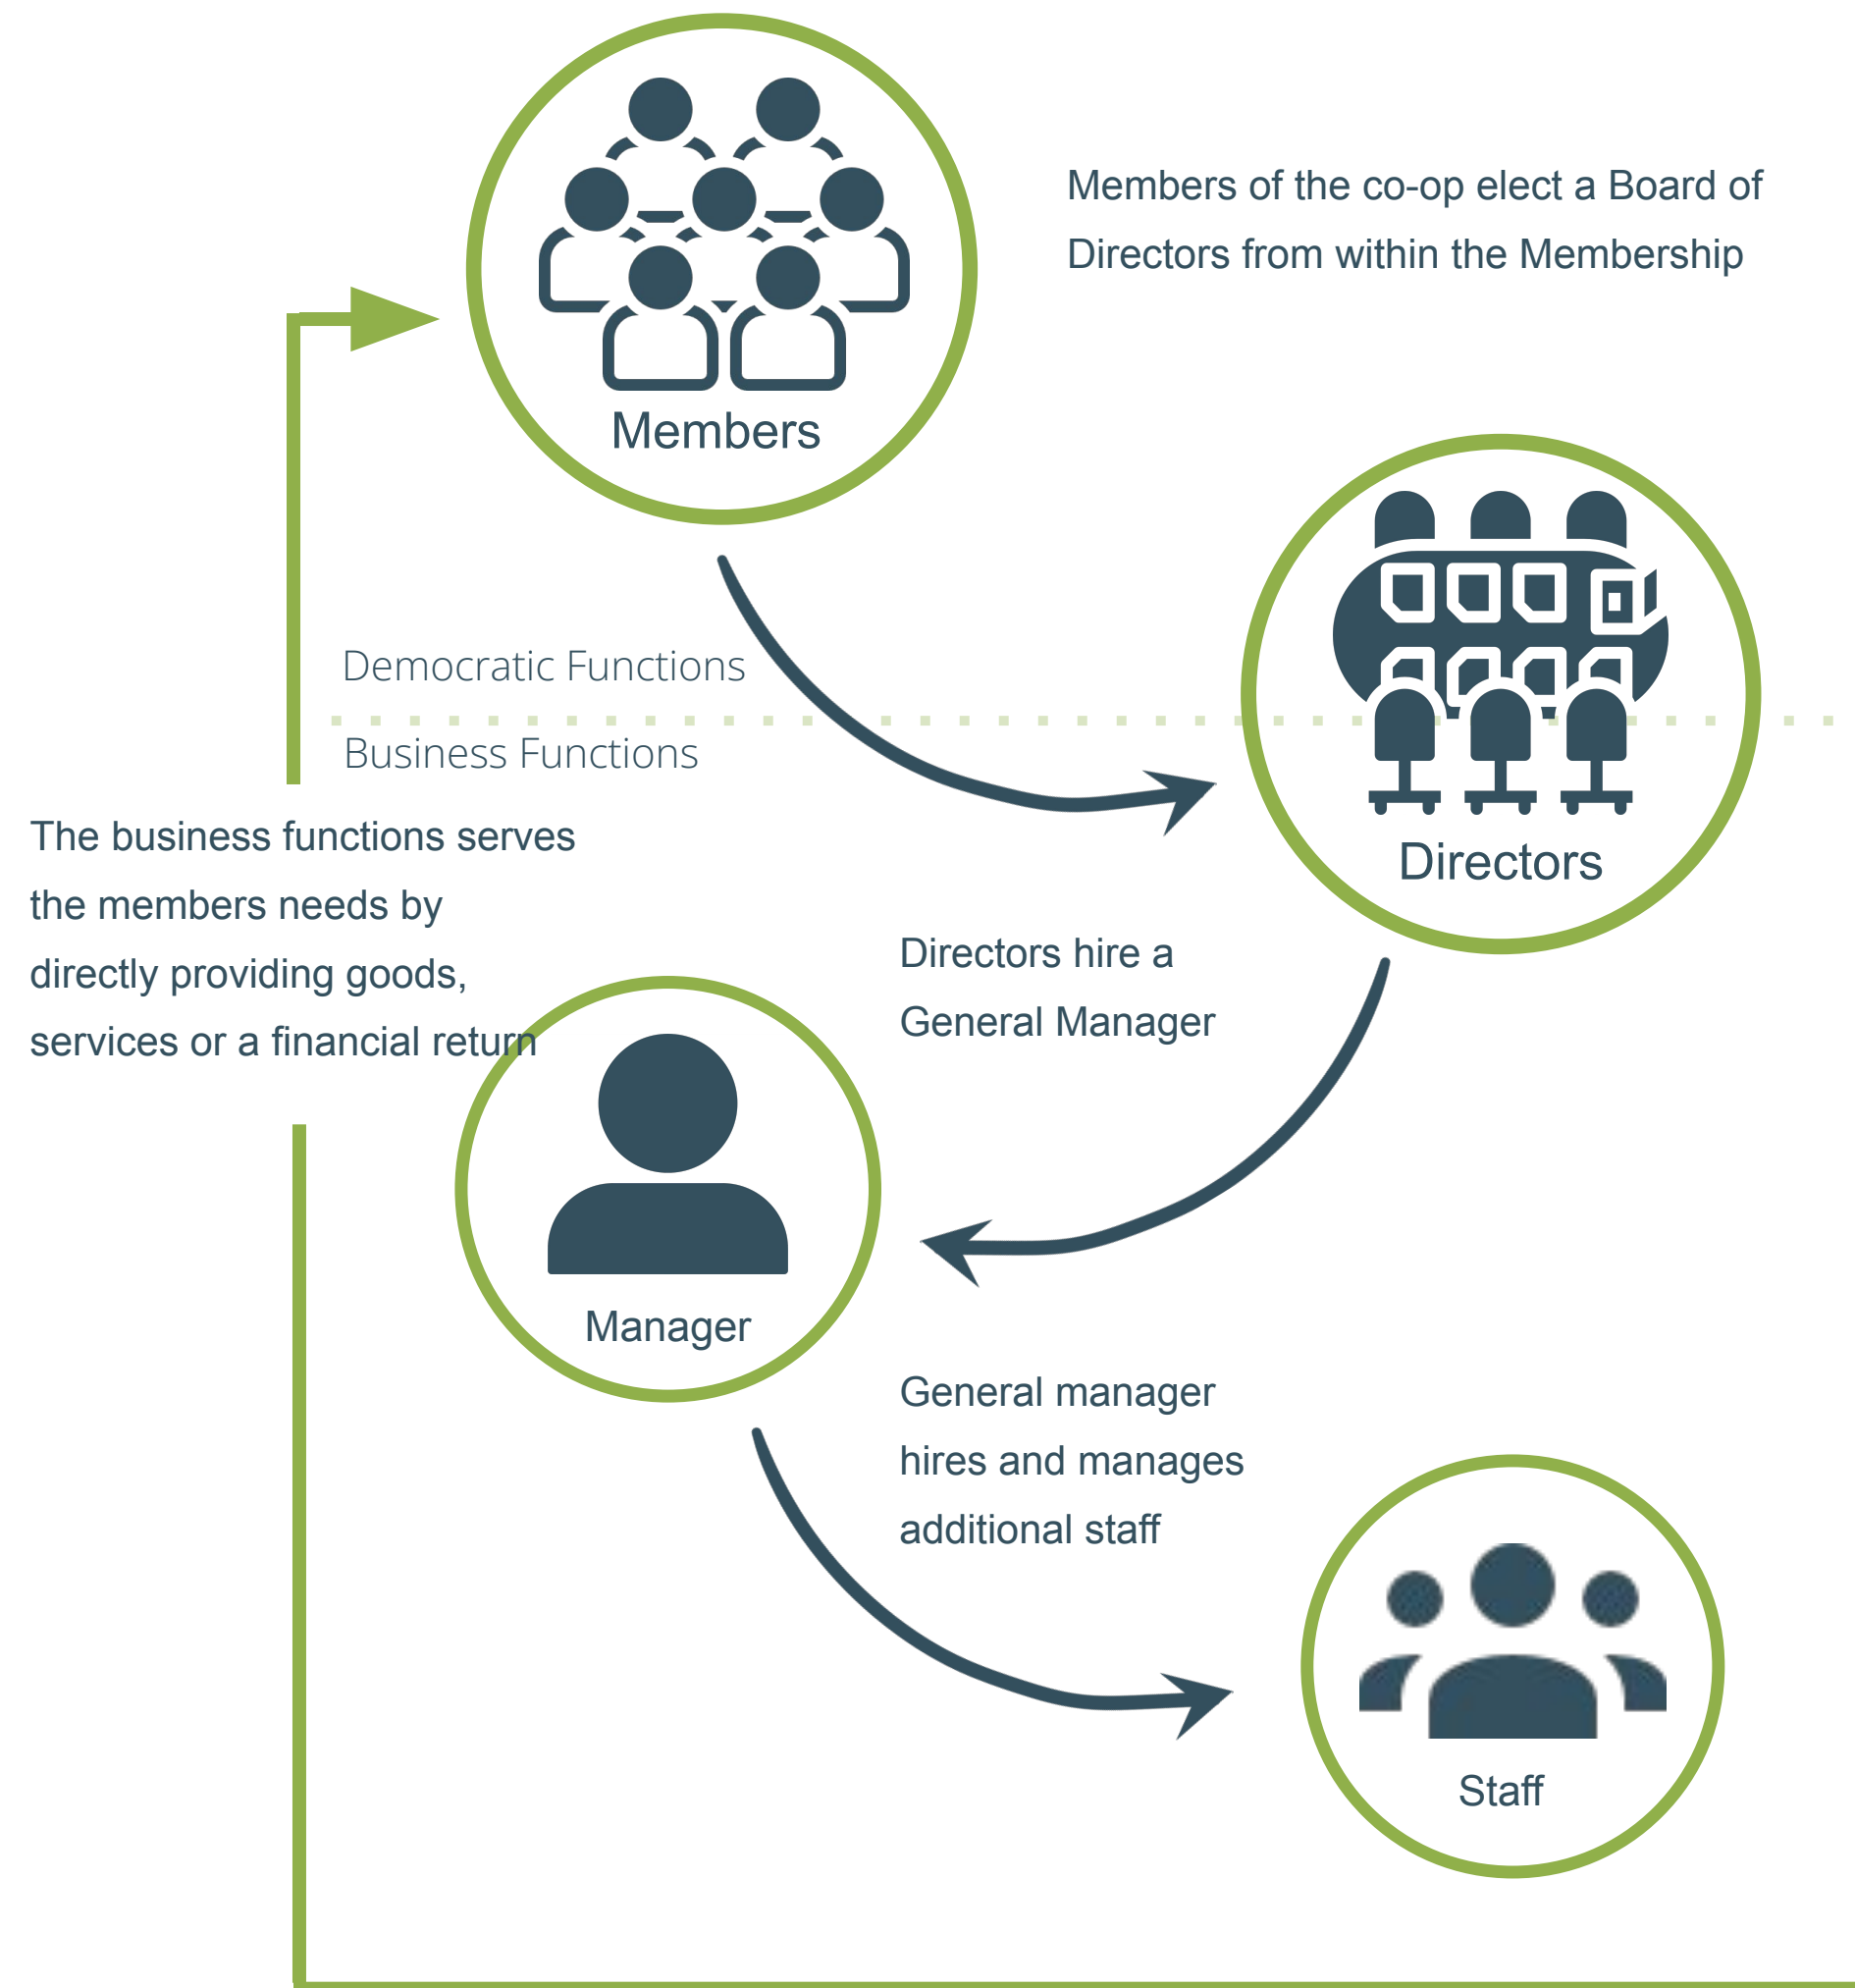 Members of the co-op elect a Board of
Directors from within the Membership
Members
Democratic Functions
Business Functions
Directors
The business functions serves
the members needs by
directly providing goods,
services or a financial return
Directors hire a
General Manager
Manager
General manager
hires and manages
additional staff
Staff